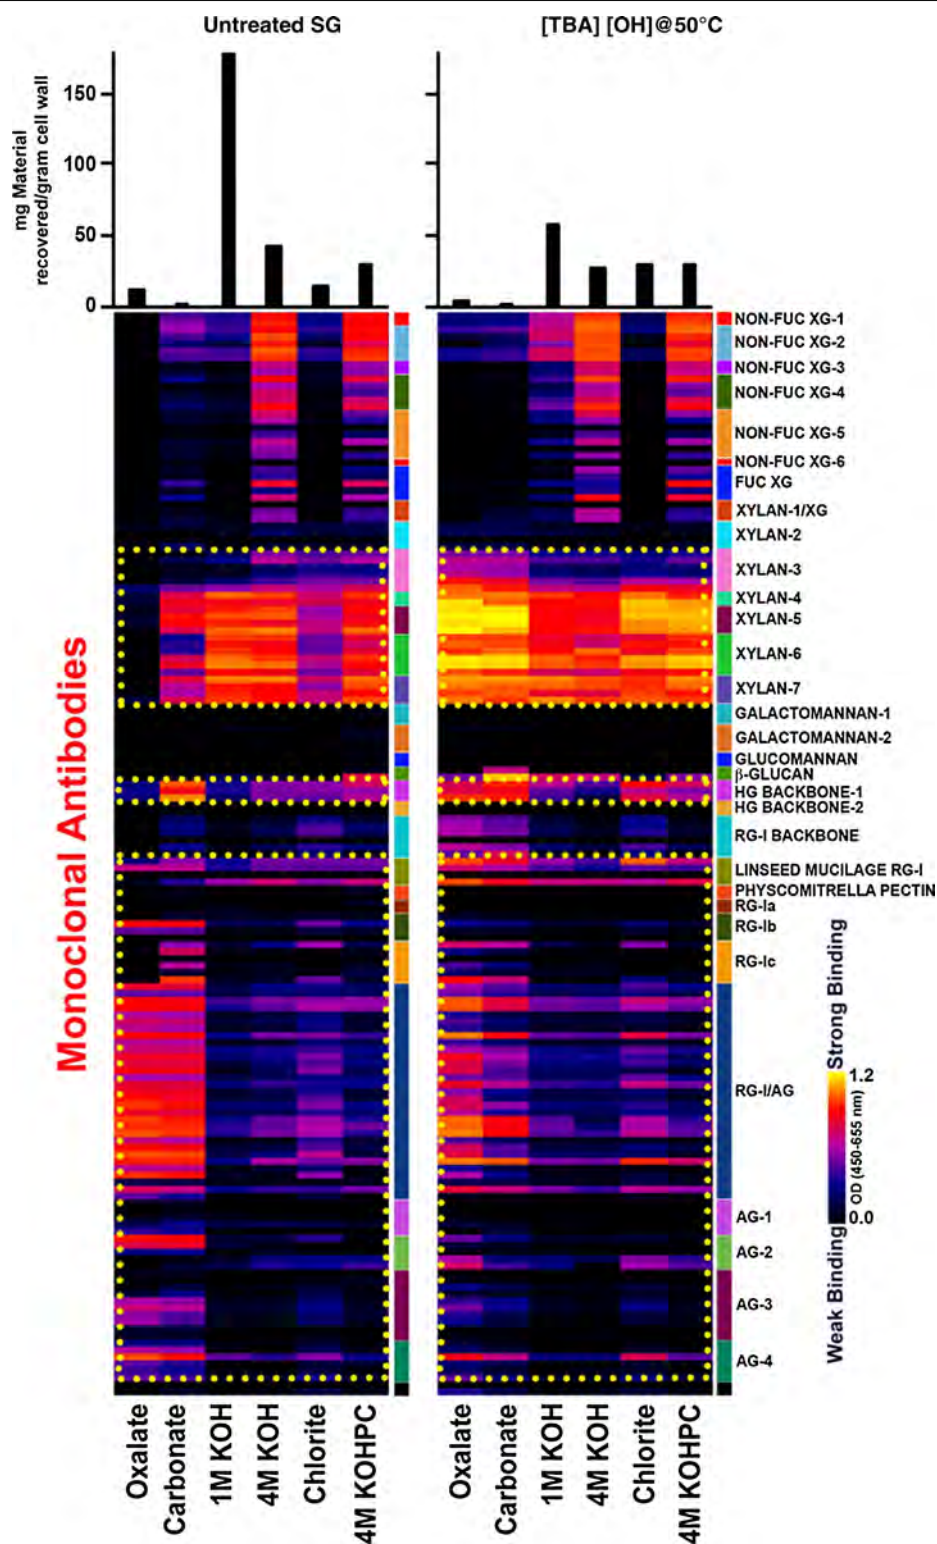 Untreated SG
[TBA] [OH]@50°C
mg Material
recovered/gram cell wall
150
100
50
0
NON-FUC XG-1
NON-FUC XG-2
NON-FUC XG-3
NON-FUC XG-4
NON-FUC XG-5
NON-FUC XG-6
FUC XG
XYLAN-1/XG
XYLAN-2
XYLAN-3
XYLAN-4
XYLAN-5
XYLAN-6
XYLAN-7
GALACTOMANNAN-1
GALACTOMANNAN-2
GLUCOMANNAN
β-GLUCAN
HG BACKBONE-1
HG BACKBONE-2
RG-I BACKBONE
LINSEED MUCILAGE RG-I
PHYSCOMITRELLA PECTIN
RG-Ia
RG-Ib
RG-Ic
RG-I/AG
AG-1
AG-2
AG-3
AG-4
Monoclonal Antibodies
Strong Binding
1.2
OD (450-655 nm)
0.0
Weak Binding
Oxalate
Carbonate
1M KOH
4M KOH
Chlorite
4M KOHPC
Oxalate
Carbonate
1M KOH
4M KOH
Chlorite
4M KOHPC